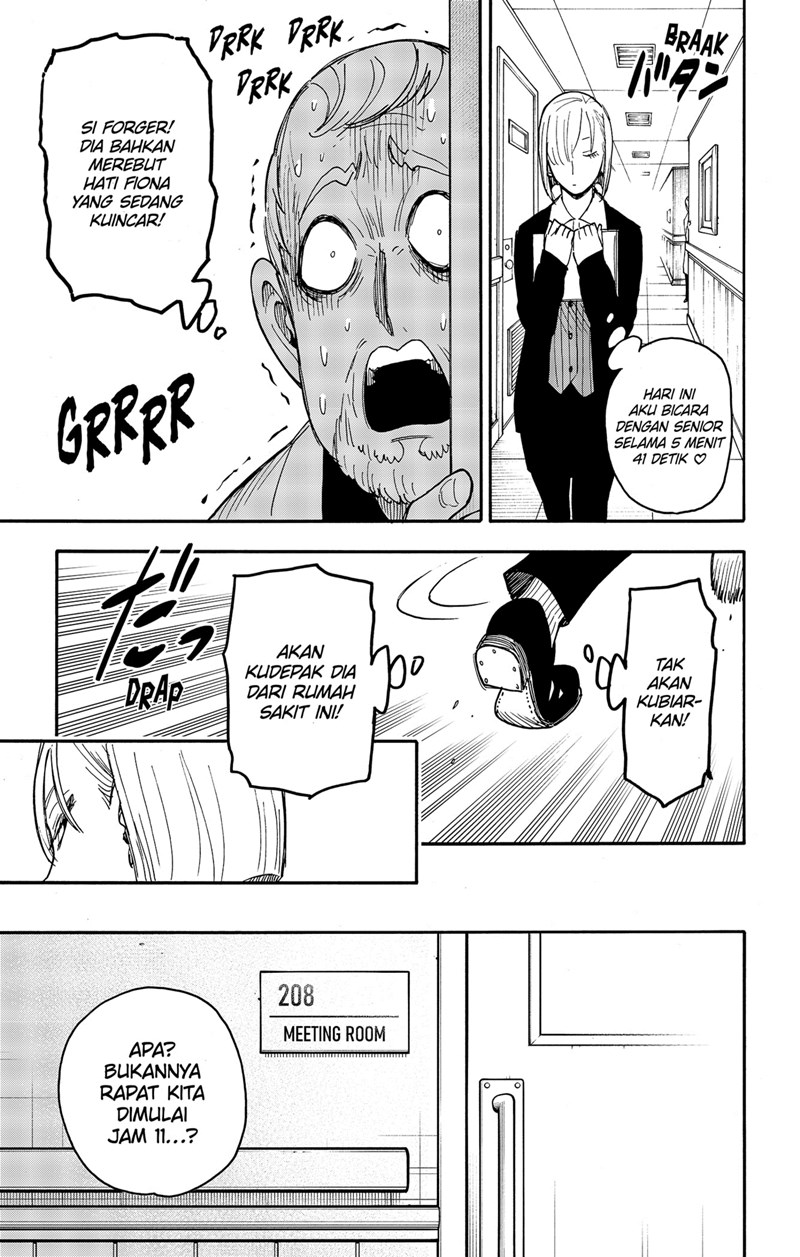 BRAAK
バタン
HARI INI
AKU BICARA
DENGAN SENIOR
SELAMA 5 MENIT
41 DETIK ♡
DRRK DRRK
DRRK
SI FORGER!
DIA BAHKAN
MEREBUT
HATI FIONA
YANG SEDANG
KUINCAR!
GRRRR
TAK
AKAN
KUBIAR-
KAN!
AKAN
KUDEPAK DIA
DARI RUMAH
SAKIT INI!
だっ
DRAP
208
MEETING ROOM
APA?
BUKANNYA
RAPAT KITA
DIMULAI
JAM 11...?